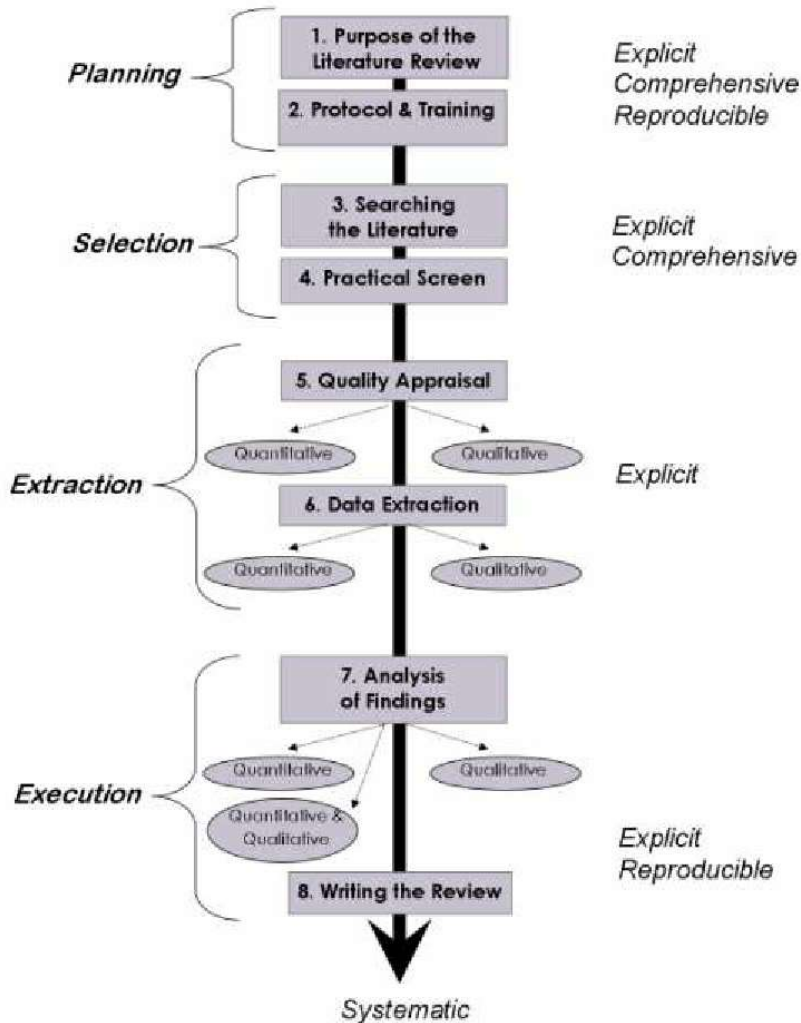 Planning
1. Purpose of the
Literature Review
2. Protocol & Training
Explicit
Comprehensive
Reproducible
Selection
3. Searching
the Literature
4. Practical Screen
Explicit
Comprehensive
Extraction
5. Quality Appraisal
Quantitative
Qualitative
6. Data Extraction
Quantitative
Qualitative
Explicit
Execution
7. Analysis
of Findings
Quantitative
Qualitative
Quantitative &
Qualitative
8. Writing the Review
Explicit
Reproducible
Systematic